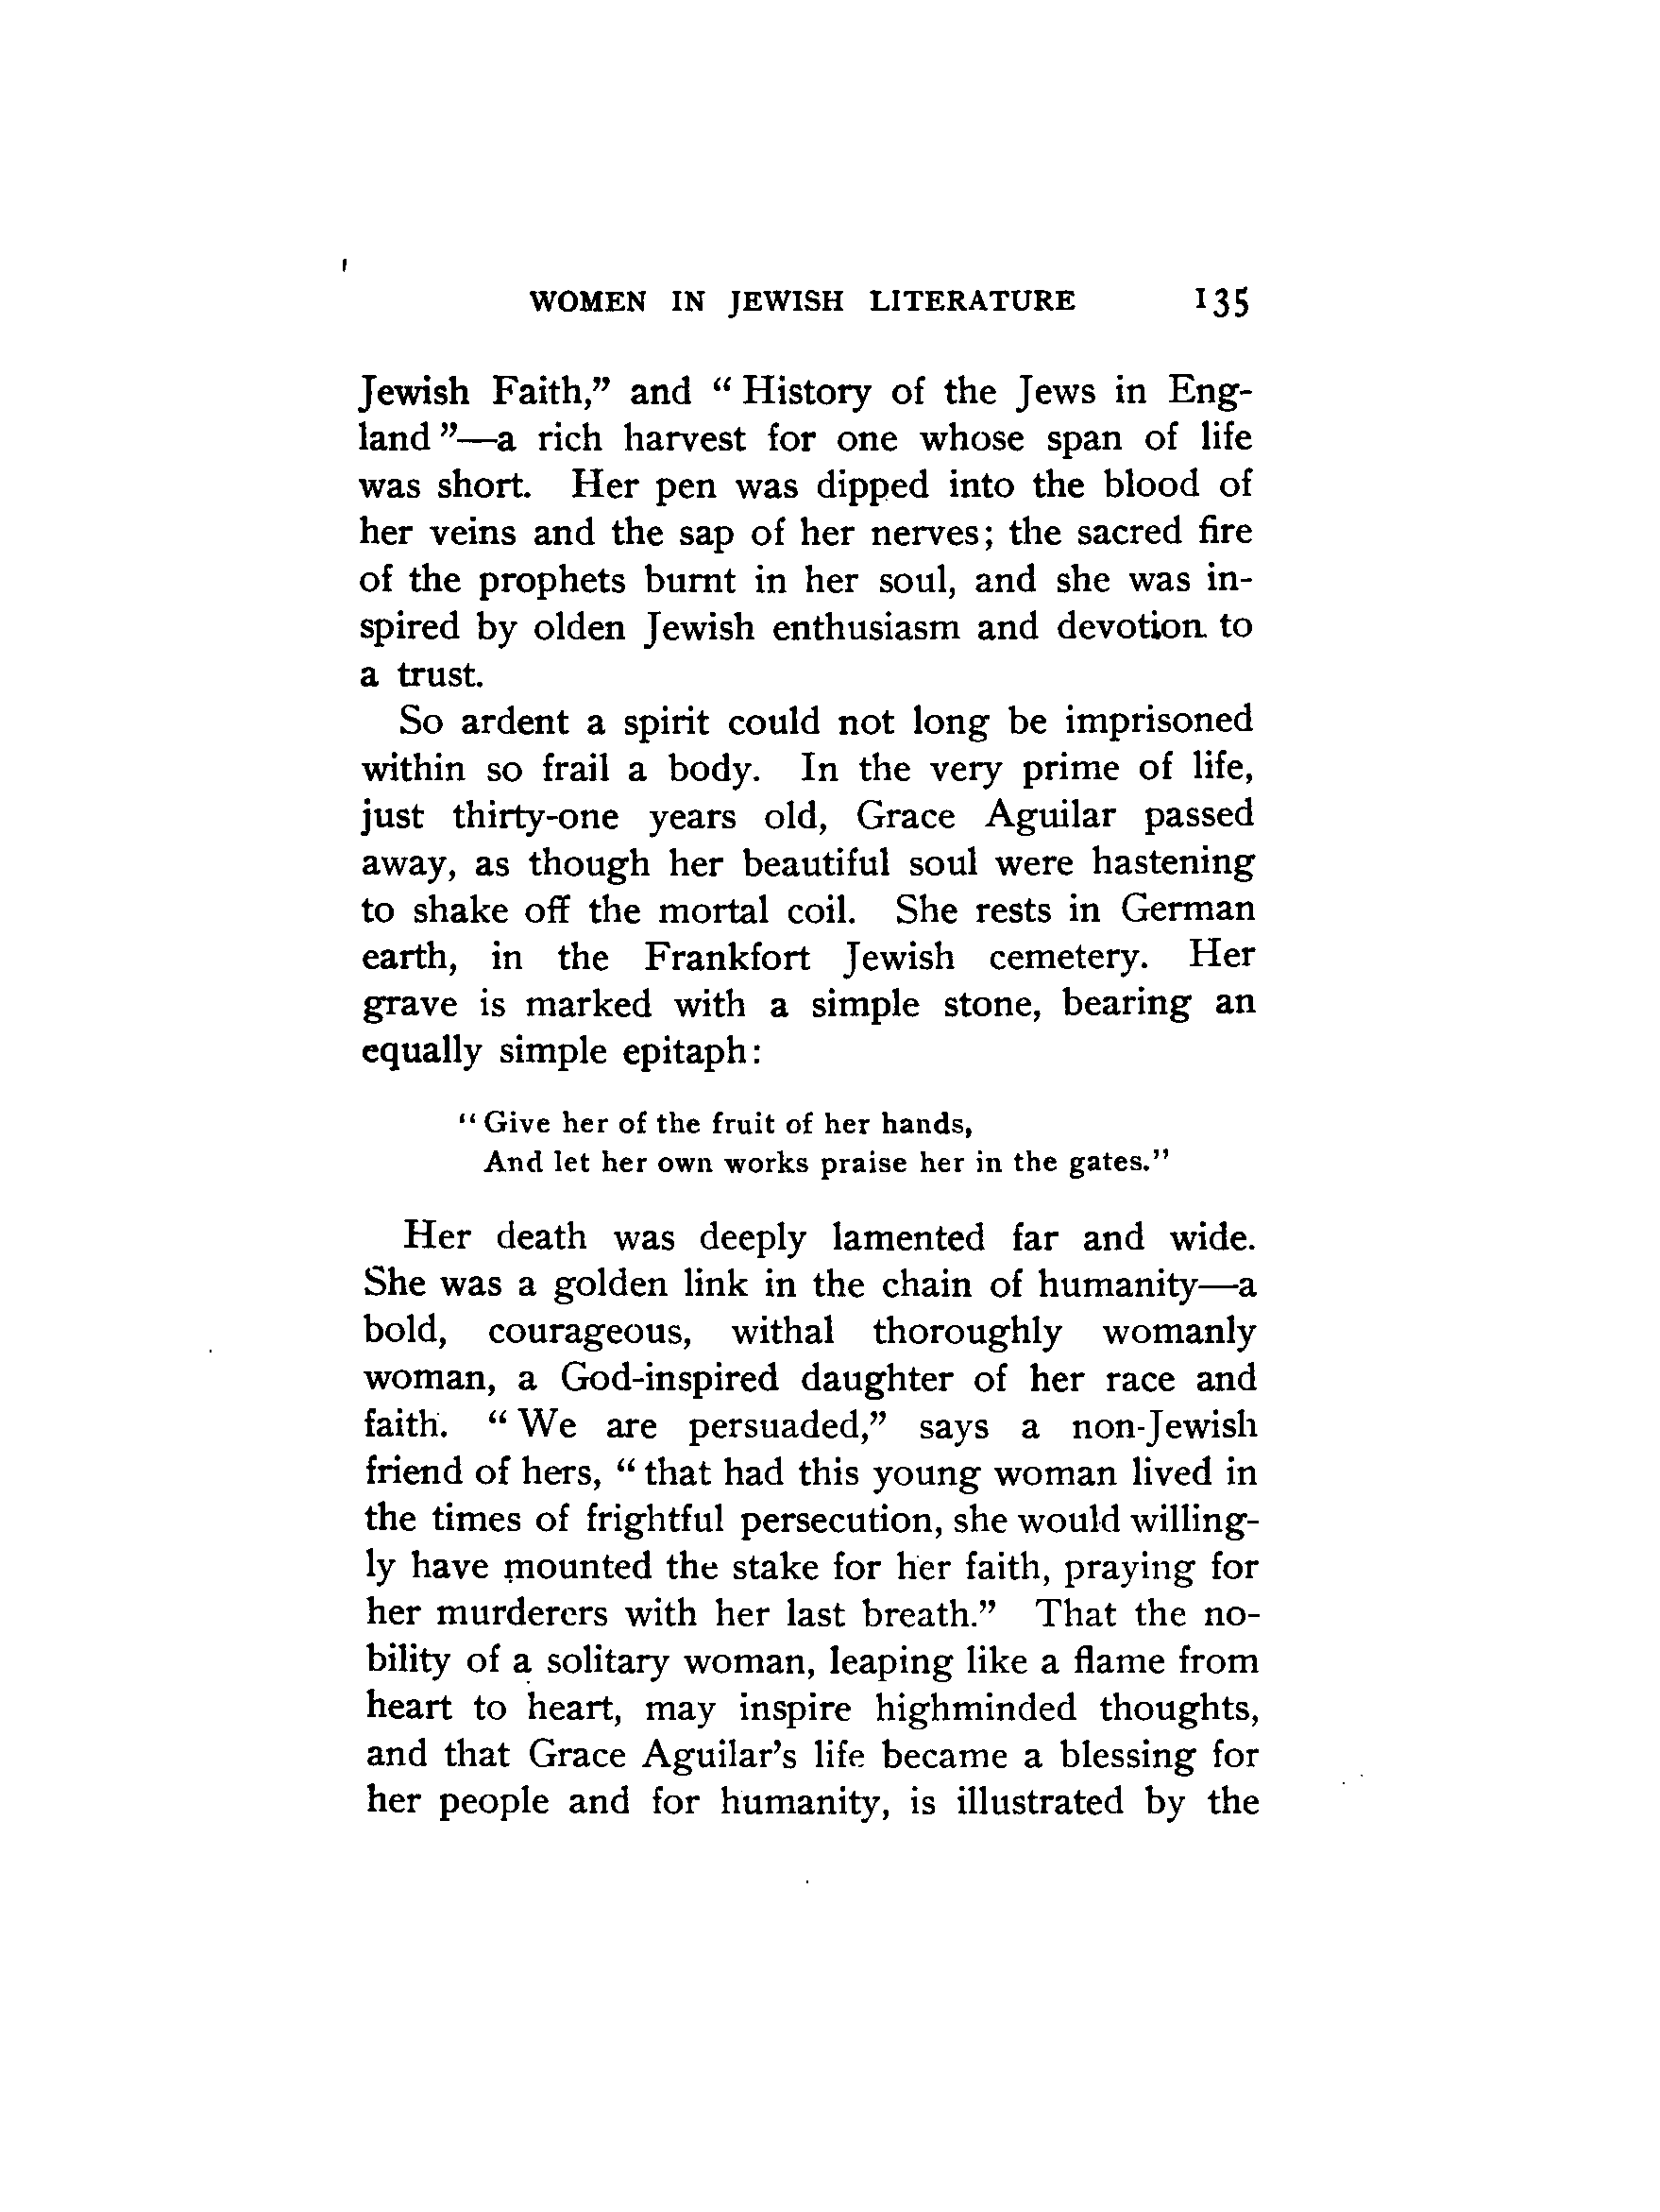 WOMEN IN JEWISH LITERATURE 135
Jewish Faith,” and “ History of the Jews in Eng-
land ”—a rich harvest for one whose span of life
was short. Her pen was dipped into the blood of
her veins and the sap of her nerves; the sacred fire
of the prophets burnt in her soul, and she was in-
spired by olden Jewish enthusiasm and devotion to
a trust.
So ardent a spirit could not long be imprisoned
within so frail a body. In the very prime of life,
just thirty-one years old, Grace Aguilar passed
away, as though her beautiful soul were hastening
to shake off the mortal coil. She rests in German
earth, in the Frankfort Jewish cemetery. Her
grave is marked with a simple stone, bearing an
equally simple epitaph:
“ Give her of the fruit of her hands,
And let her own works praise her in the gates.”
Her death was deeply lamented far and wide.
She was a golden link in the chain of humanity—a
bold, courageous, withal thoroughly womanly
woman, a God-inspired daughter of her race and
faith. “ We are persuaded,” says a non-Jewish
friend of hers, “ that had this young woman lived in
the times of frightful persecution, she would willing-
ly have mounted the stake for her faith, praying for
her murderers with her last breath.” That the no-
bility of a solitary woman, leaping like a flame from
heart to heart, may inspire highminded thoughts,
and that Grace Aguilar’s life became a blessing for
her people and for humanity, is illustrated by the